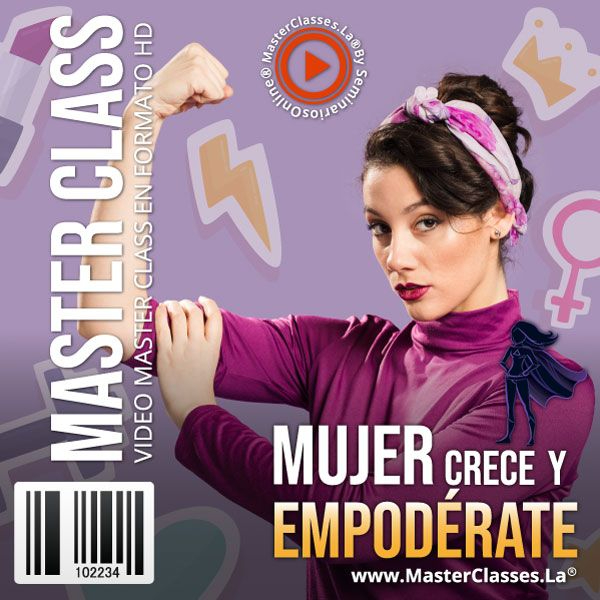 MASTER CLASS
VIDEO MASTER CLASS EN FORMATO HD
MasterClasses.La®By SeminariosOnline®
MUJER CRECE Y
EMPODÉRATE
www.MasterClasses.La®
102234